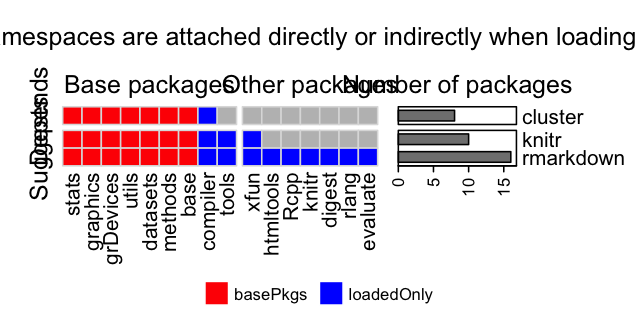 mespaces are attached directly or indirectly when loading
Base packages
Other packages
Number of packages
cluster
knitr
rmarkdown
stats
graphics
grDevices
utils
datasets
methods
base
compiler
tools
xfun
htmltools
Rcpp
knitr
digest
rlang
evaluate
0
5
10
15
basePkgs
loadedOnly